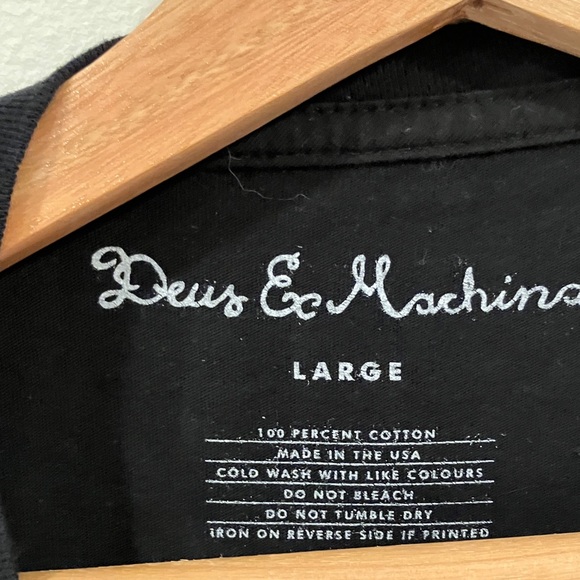 Deus Ex Machina
LARGE
100 PERCENT COTTON
MADE IN THE USA
COLD WASH WITH LIKE COLOURS
DO NOT BLEACH
DO NOT TUMBLE DRY
IRON ON REVERSE SIDE IF PRINTED